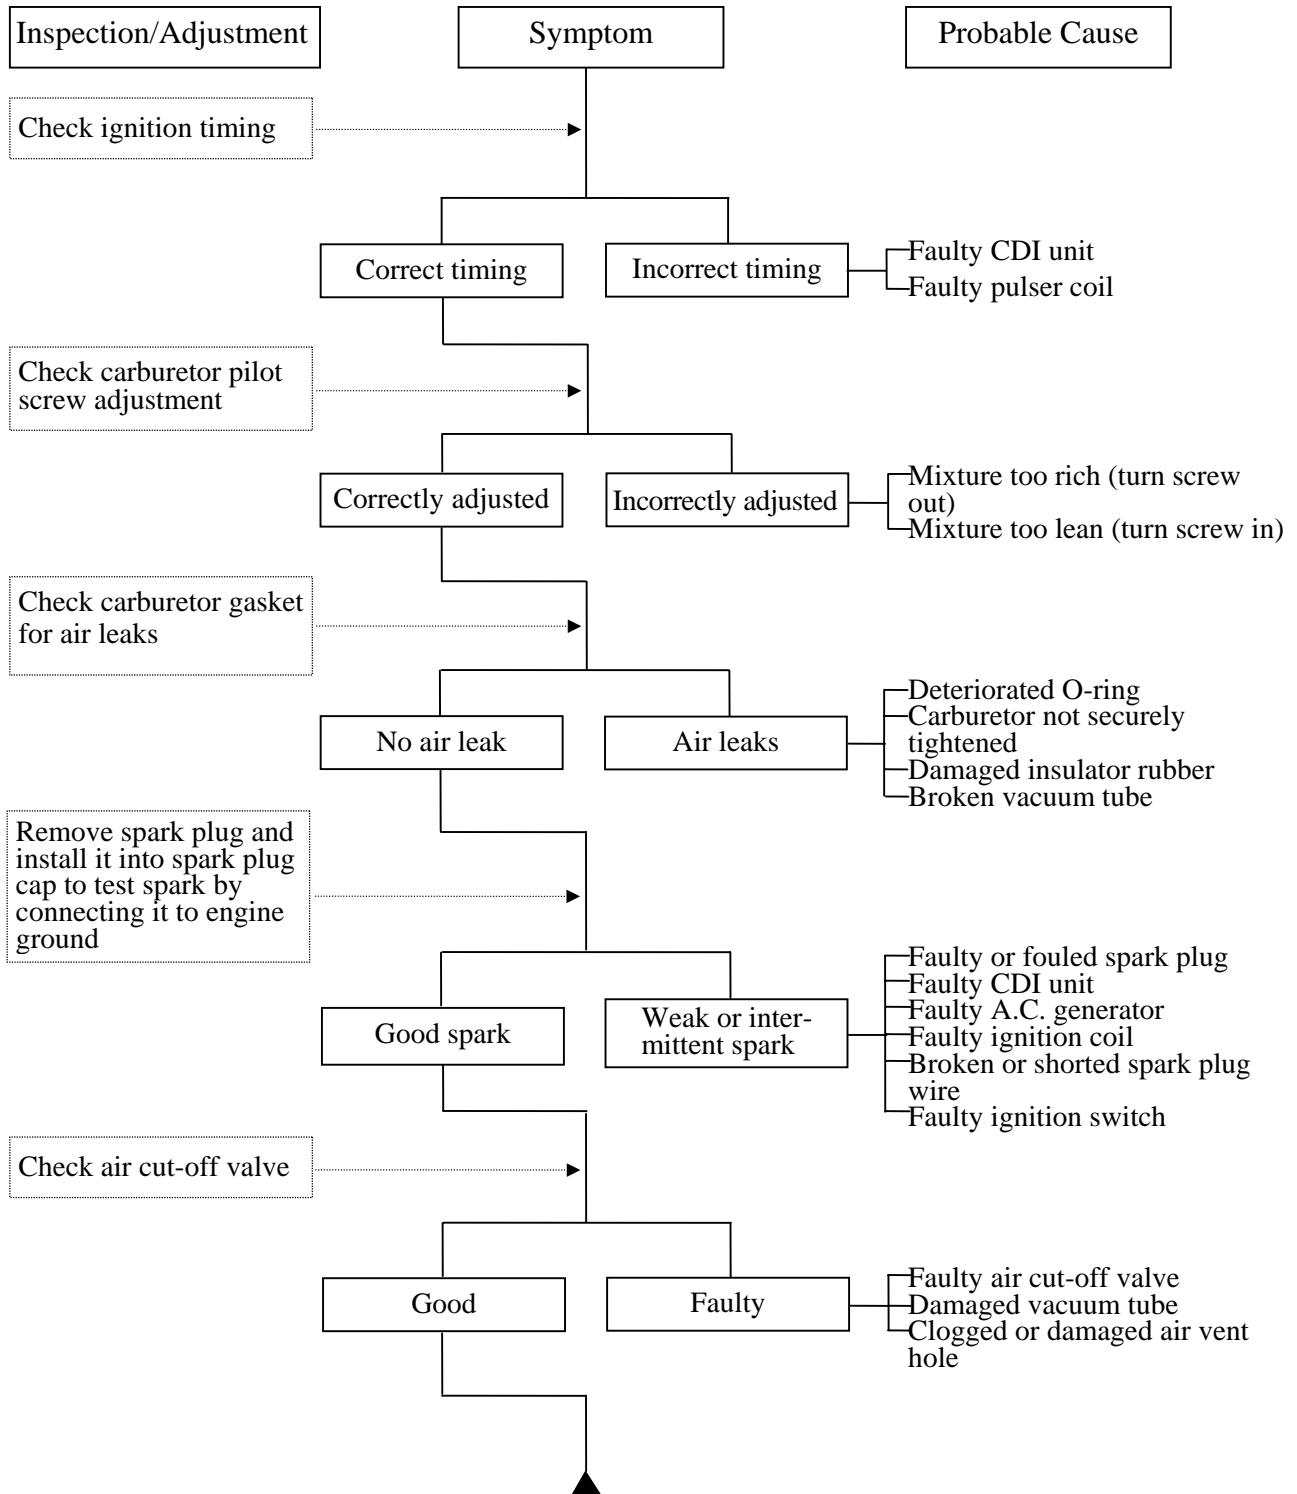 Inspection/Adjustment
Symptom
Probable Cause
Check ignition timing
Correct timing
Incorrect timing
Faulty CDI unit
Faulty pulser coil
Check carburetor pilot
screw adjustment
Correctly adjusted
Incorrectly adjusted
Mixture too rich (turn screw
out)
Mixture too lean (turn screw in)
Check carburetor gasket
for air leaks
No air leak
Air leaks
Deteriorated O-ring
Carburetor not securely
tightened
Damaged insulator rubber
Broken vacuum tube
Remove spark plug and
install it into spark plug
cap to test spark by
connecting it to engine
ground
Good spark
Weak or inter-
mittent spark
Faulty or fouled spark plug
Faulty CDI unit
Faulty A.C. generator
Faulty ignition coil
Broken or shorted spark plug
wire
Faulty ignition switch
Check air cut-off valve
Good
Faulty
Faulty air cut-off valve
Damaged vacuum tube
Clogged or damaged air vent
hole